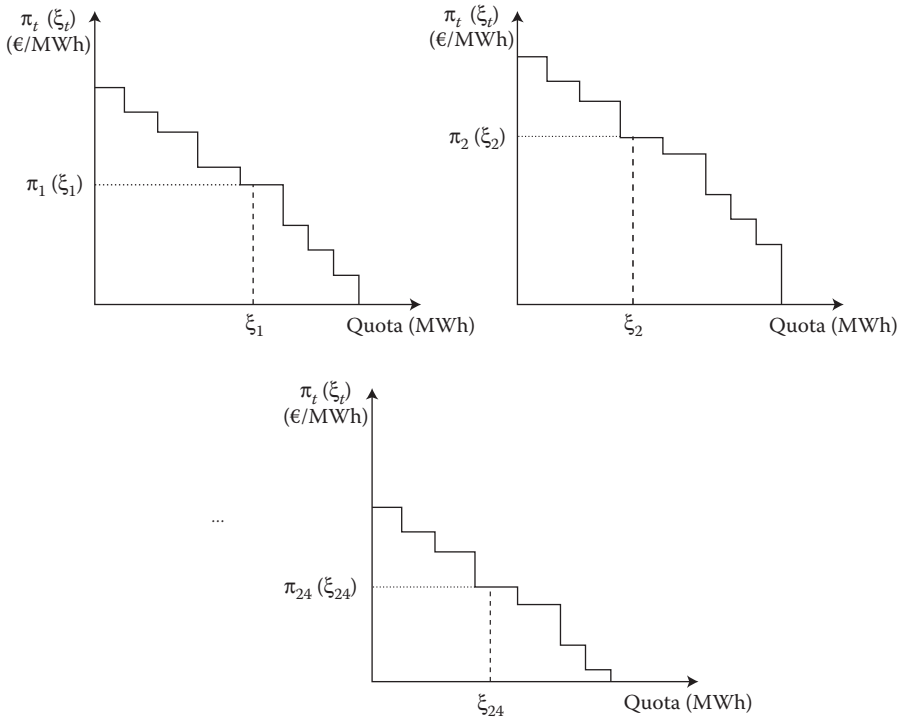 π_t (ξ_t)
(€/MWh)
π_1 (ξ_1)
ξ_1
Quota (MWh)
π_t (ξ_t)
(€/MWh)
π_2 (ξ_2)
ξ_2
Quota (MWh)
...
π_t (ξ_t)
(€/MWh)
π_24 (ξ_24)
ξ_24
Quota (MWh)